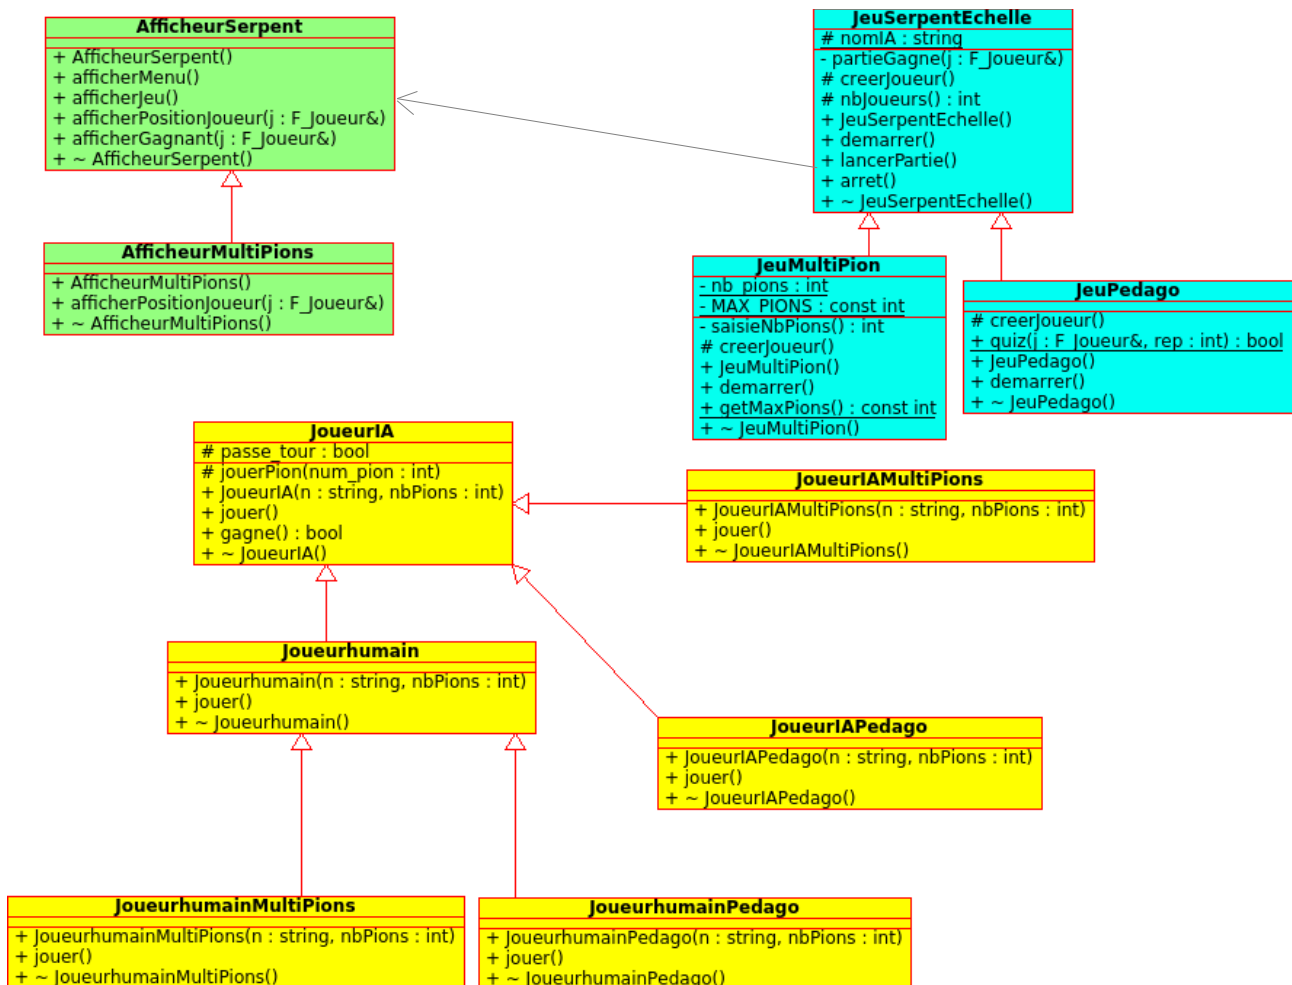 AfficheurSerpent
+ AfficheurSerpent()
+ afficherMenu()
+ afficherJeu()
+ afficherPositionJoueur(j : F_Joueur&)
+ afficherGagnant(j : F_Joueur&)
+ ~ AfficheurSerpent()
JeuSerpentEchelle
# nomIA : string
- partieGagne(j : F_Joueur&)
# creerJoueur()
# nbJoueurs() : int
+ JeuSerpentEchelle()
+ demarrer()
+ lancerPartie()
+ arret()
+ ~ JeuSerpentEchelle()
AfficheurMultiPions
+ AfficheurMultiPions()
+ afficherPositionJoueur(j : F_Joueur&)
+ ~ AfficheurMultiPions()
JeuMultiPion
- nb_pions : int
- MAX_PIONS : const int
- saisieNbPions() : int
# creerJoueur()
+ JeuMultiPion()
+ demarrer()
+ getMaxPions() : const int
+ ~ JeuMultiPion()
JeuPedago
# creerJoueur()
+ quiz(j : F_Joueur&, rep : int) : bool
+ JeuPedago()
+ demarrer()
+ ~ JeuPedago()
JoueurIA
# passe_tour : bool
# jouerPion(num_pion : int)
+ JoueurIA(n : string, nbPions : int)
+ jouer()
+ gagne() : bool
+ ~ JoueurIA()
JoueurIAMultiPions
+ JoueurIAMultiPions(n : string, nbPions : int)
+ jouer()
+ ~ JoueurIAMultiPions()
Joueurhumain
+ Joueurhumain(n : string, nbPions : int)
+ jouer()
+ ~ Joueurhumain()
JoueurIAPedago
+ JoueurIAPedago(n : string, nbPions : int)
+ jouer()
+ ~ JoueurIAPedago()
JoueurhumainMultiPions
+ JoueurhumainMultiPions(n : string, nbPions : int)
+ jouer()
+ ~ JoueurhumainMultiPions()
JoueurhumainPedago
+ JoueurhumainPedago(n : string, nbPions : int)
+ jouer()
+ ~ JoueurhumainPedago()